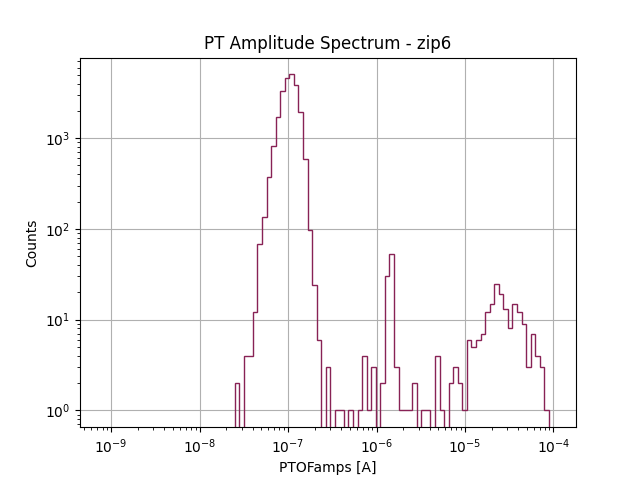 PT Amplitude Spectrum - zip6
Counts
10³
10²
10¹
10⁰
10⁻⁹ 10⁻⁸ 10⁻⁷ 10⁻⁶ 10⁻⁵ 10⁻⁴
PTOFamps [A]